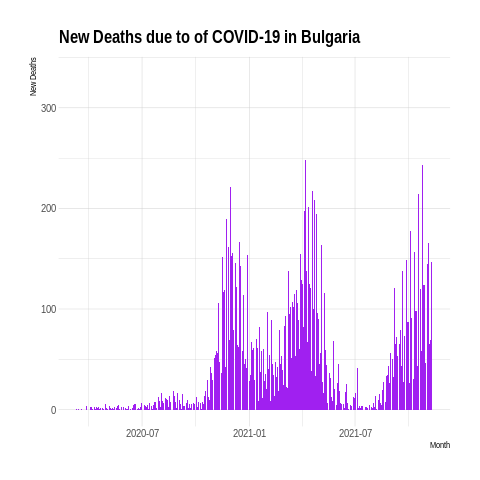 New Deaths due to of COVID-19 in Bulgaria
New Deaths
300
200
100
0
2020-07
2021-01
2021-07
Month